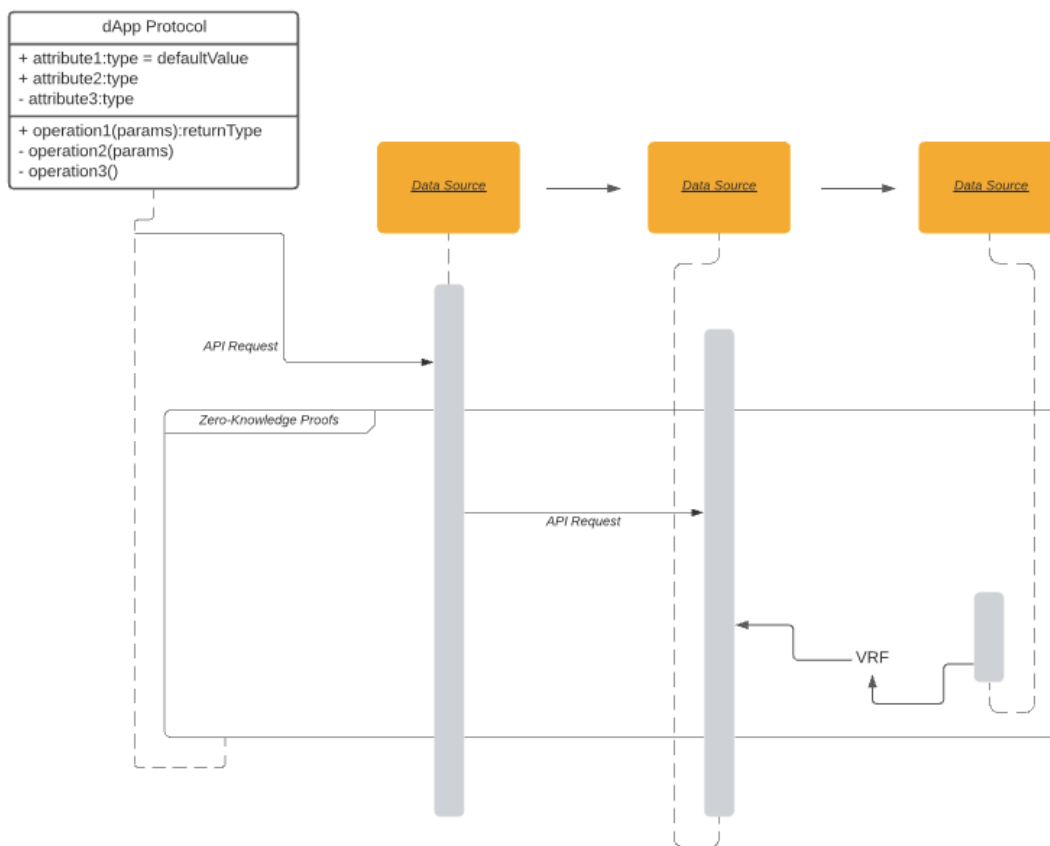 dApp Protocol
+ attribute1:type = defaultValue
+ attribute2:type
- attribute3:type
+ operation1(params):returnType
- operation2(params)
- operation3()
Data Source
Data Source
Data Source
API Request
Zero-Knowledge Proofs
API Request
VRF